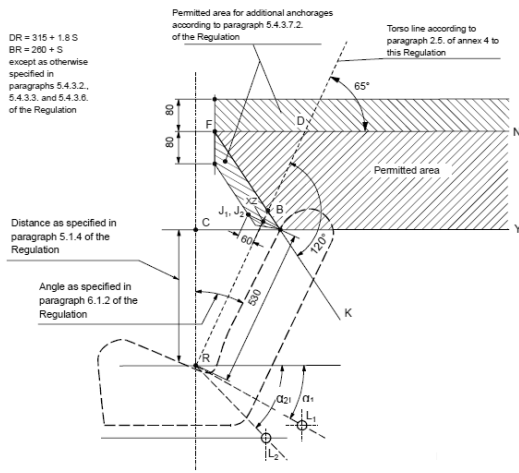 Permitted area for additional anchorages
according to paragraph 5.4.3.7.2.
of the Regulation
Torso line according to
paragraph 2.5. of annex 4 to
this Regulation
DR = 315 + 1.8 S
BR = 260 + S
except as otherwise
specified in
paragraphs 5.4.3.2.,
5.4.3.3. and 5.4.3.6.
of the Regulation
65°
80
D
F
N
80
Permitted area
XZ
J1, J2
B
C
Y
60
120°
Distance as specified in
paragraph 5.1.4 of the
Regulation
Angle as specified in
paragraph 6.1.2 of the
Regulation
530
K
R
α2l
α1
L1
L2